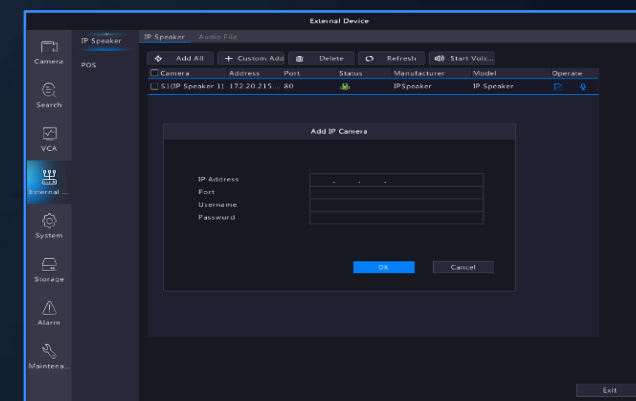 External Device
IP Speaker
IP Speaker Audio File
POS
Add All + Custom Add Delete Refresh Start Voic...
Camera Address Port Status Manufacturer Model Operate
S1(IP Speaker 1) 172.20.215... 80 IPSpeaker IP Speaker
Camera
Search
VCA
External ...
System
Storage
Alarm
Maintena...
Add IP Camera
IP Address . . .
Port
Username
Password
OK Cancel
Exit